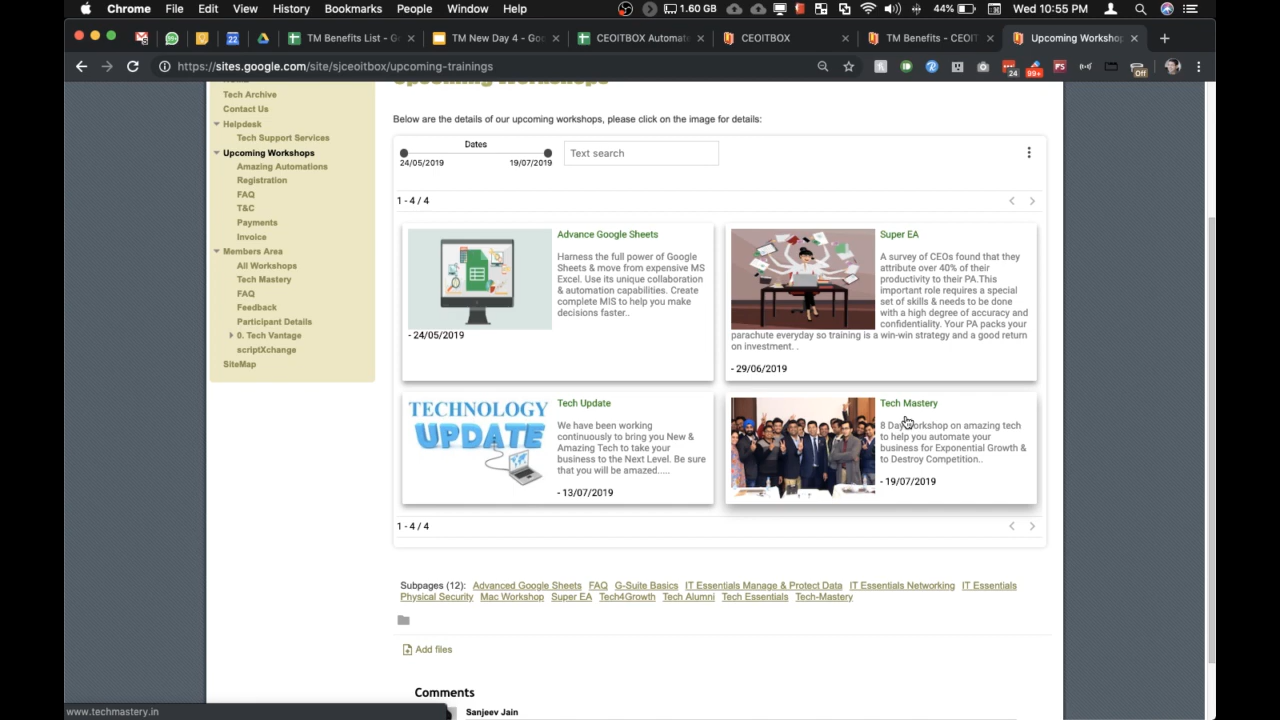 Chrome File Edit View History Bookmarks People Window Help 1.60 GB 44% Wed 10:55 PM
99+ 22 TM Benefits List - G × TM New Day 4 - Goo × CEOITBOX Automate × CEOITBOX × TM Benefits - CEOIT × Upcoming Workshop ×
https://sites.google.com/site/sjceoitbox/upcoming-trainings 24 99+ Off
Upcoming Workshops
Tech Archive
Contact Us
Helpdesk
Tech Support Services
Upcoming Workshops
Amazing Automations
Registration
FAQ
T&C
Payments
Invoice
Members Area
All Workshops
Tech Mastery
FAQ
Feedback
Participant Details
0. Tech Vantage
scriptXchange
SiteMap
Below are the details of our upcoming workshops, please click on the image for details:
Dates
24/05/2019 19/07/2019
Text search
1 - 4 / 4
Advance Google Sheets
Harness the full power of Google
Sheets & move from expensive MS
Excel. Use its unique collaboration
& automation capabilities. Create
complete MIS to help you make
decisions faster..
- 24/05/2019
Super EA
A survey of CEOs found that they
attribute over 40% of their
productivity to their PA.This
important role requires a special
set of skills & needs to be done
with a high degree of accuracy and
confidentiality. Your PA packs your
parachute everyday so training is a win-win strategy and a good return
on investment. .
- 29/06/2019
TECHNOLOGY
UPDATE
Tech Update
We have been working
continuously to bring you New &
Amazing Tech to take your
business to the Next Level. Be sure
that you will be amazed.....
- 13/07/2019
Tech Mastery
8 Day workshop on amazing tech
to help you automate your
business for Exponential Growth &
to Destroy Competition..
- 19/07/2019
1 - 4 / 4
Subpages (12): Advanced Google Sheets FAQ G-Suite Basics IT Essentials Manage & Protect Data IT Essentials Networking IT Essentials
Physical Security Mac Workshop Super EA Tech4Growth Tech Alumni Tech Essentials Tech-Mastery
Add files
Comments
Sanjeev Jain
www.techmastery.in